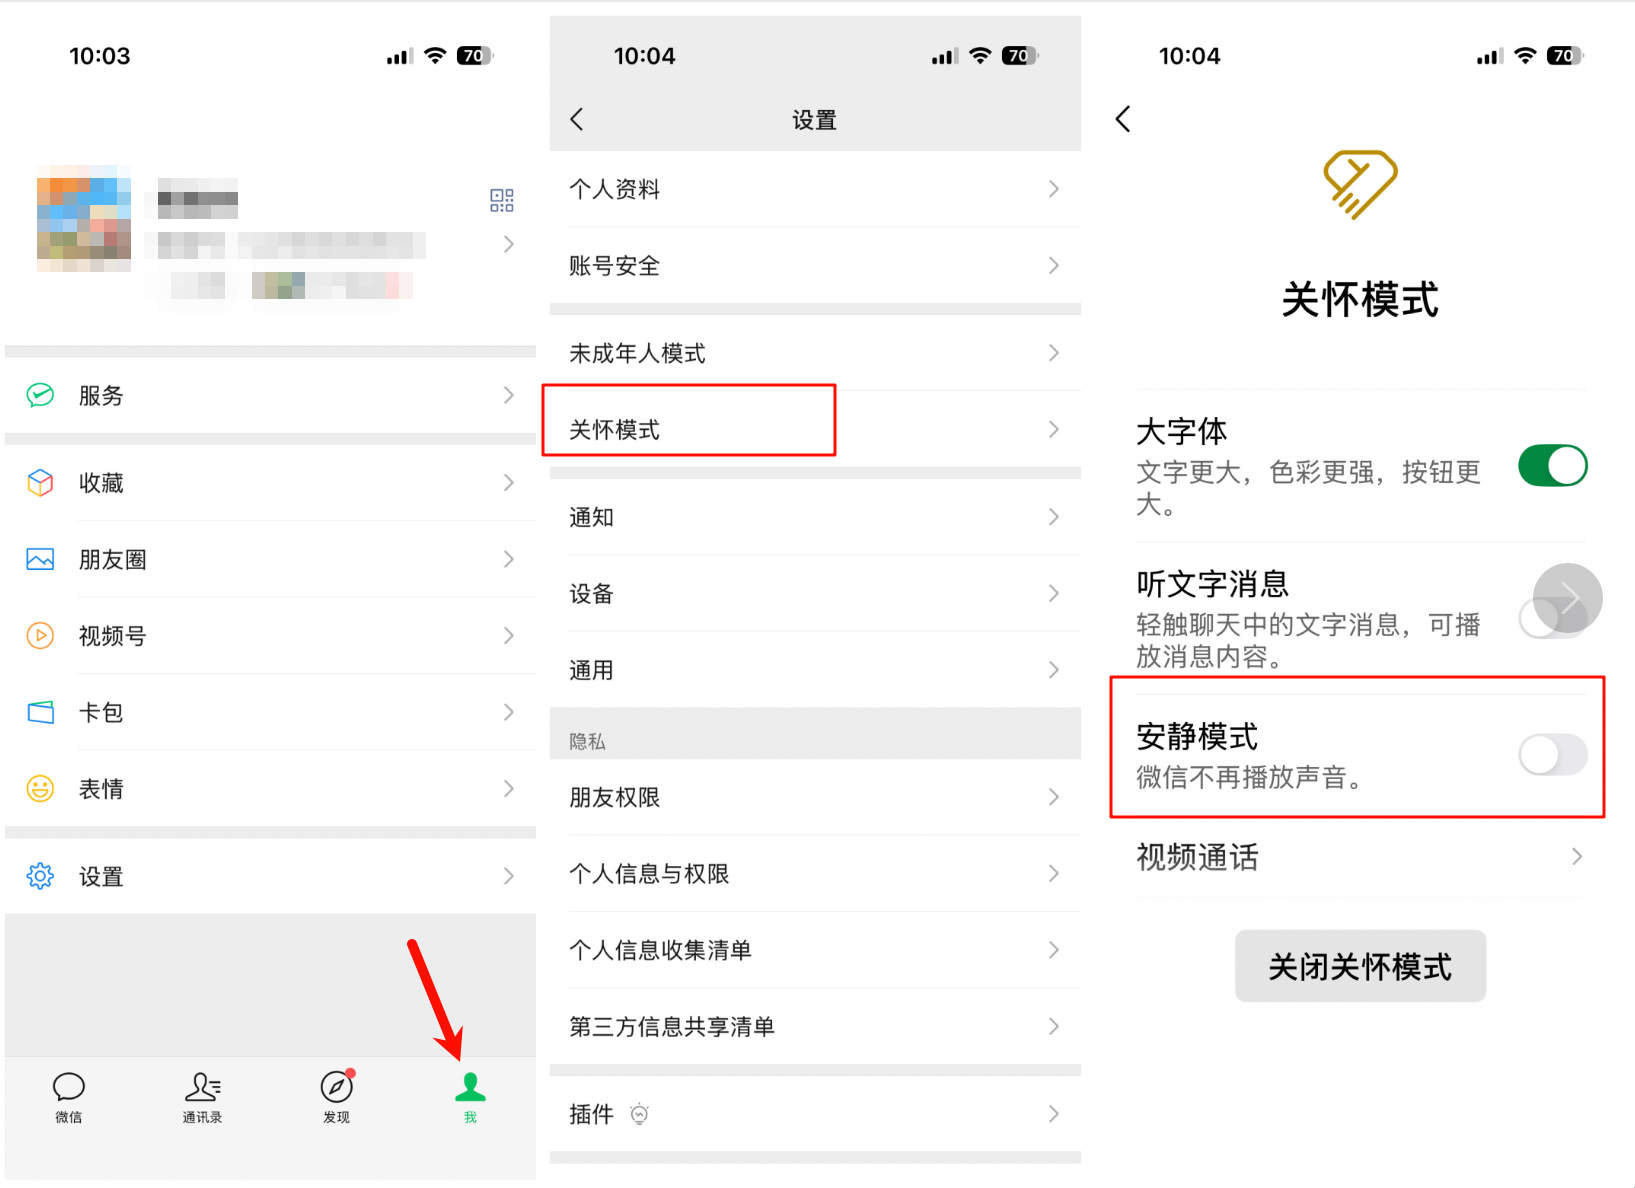 10:03
70
服务
收藏
朋友圈
视频号
卡包
表情
设置
微信
通讯录
发现
我
10:04
70
设置
个人资料
账号安全
未成年人模式
关怀模式
通知
设备
通用
隐私
朋友权限
个人信息与权限
个人信息收集清单
第三方信息共享清单
插件
10:04
70
关怀模式
大字体
文字更大，色彩更强，按钮更
大。
听文字消息
轻触聊天中的文字消息，可播
放消息内容。
安静模式
微信不再播放声音。
视频通话
关闭关怀模式